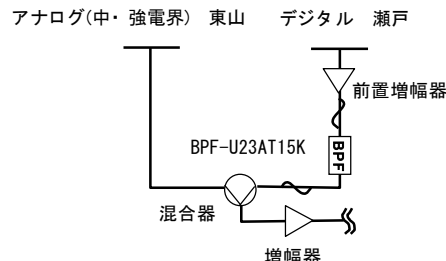 アナログ(中・強電界) 東山
デジタル 瀬戸
前置増幅器
BPF-U23AT15K
BPF
混合器
増幅器